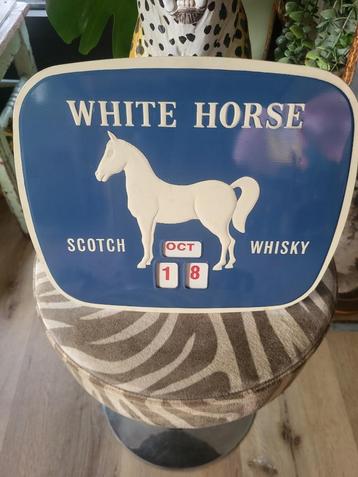 WHITE HORSE
SCOTCH WHISKY
OCT
1 8